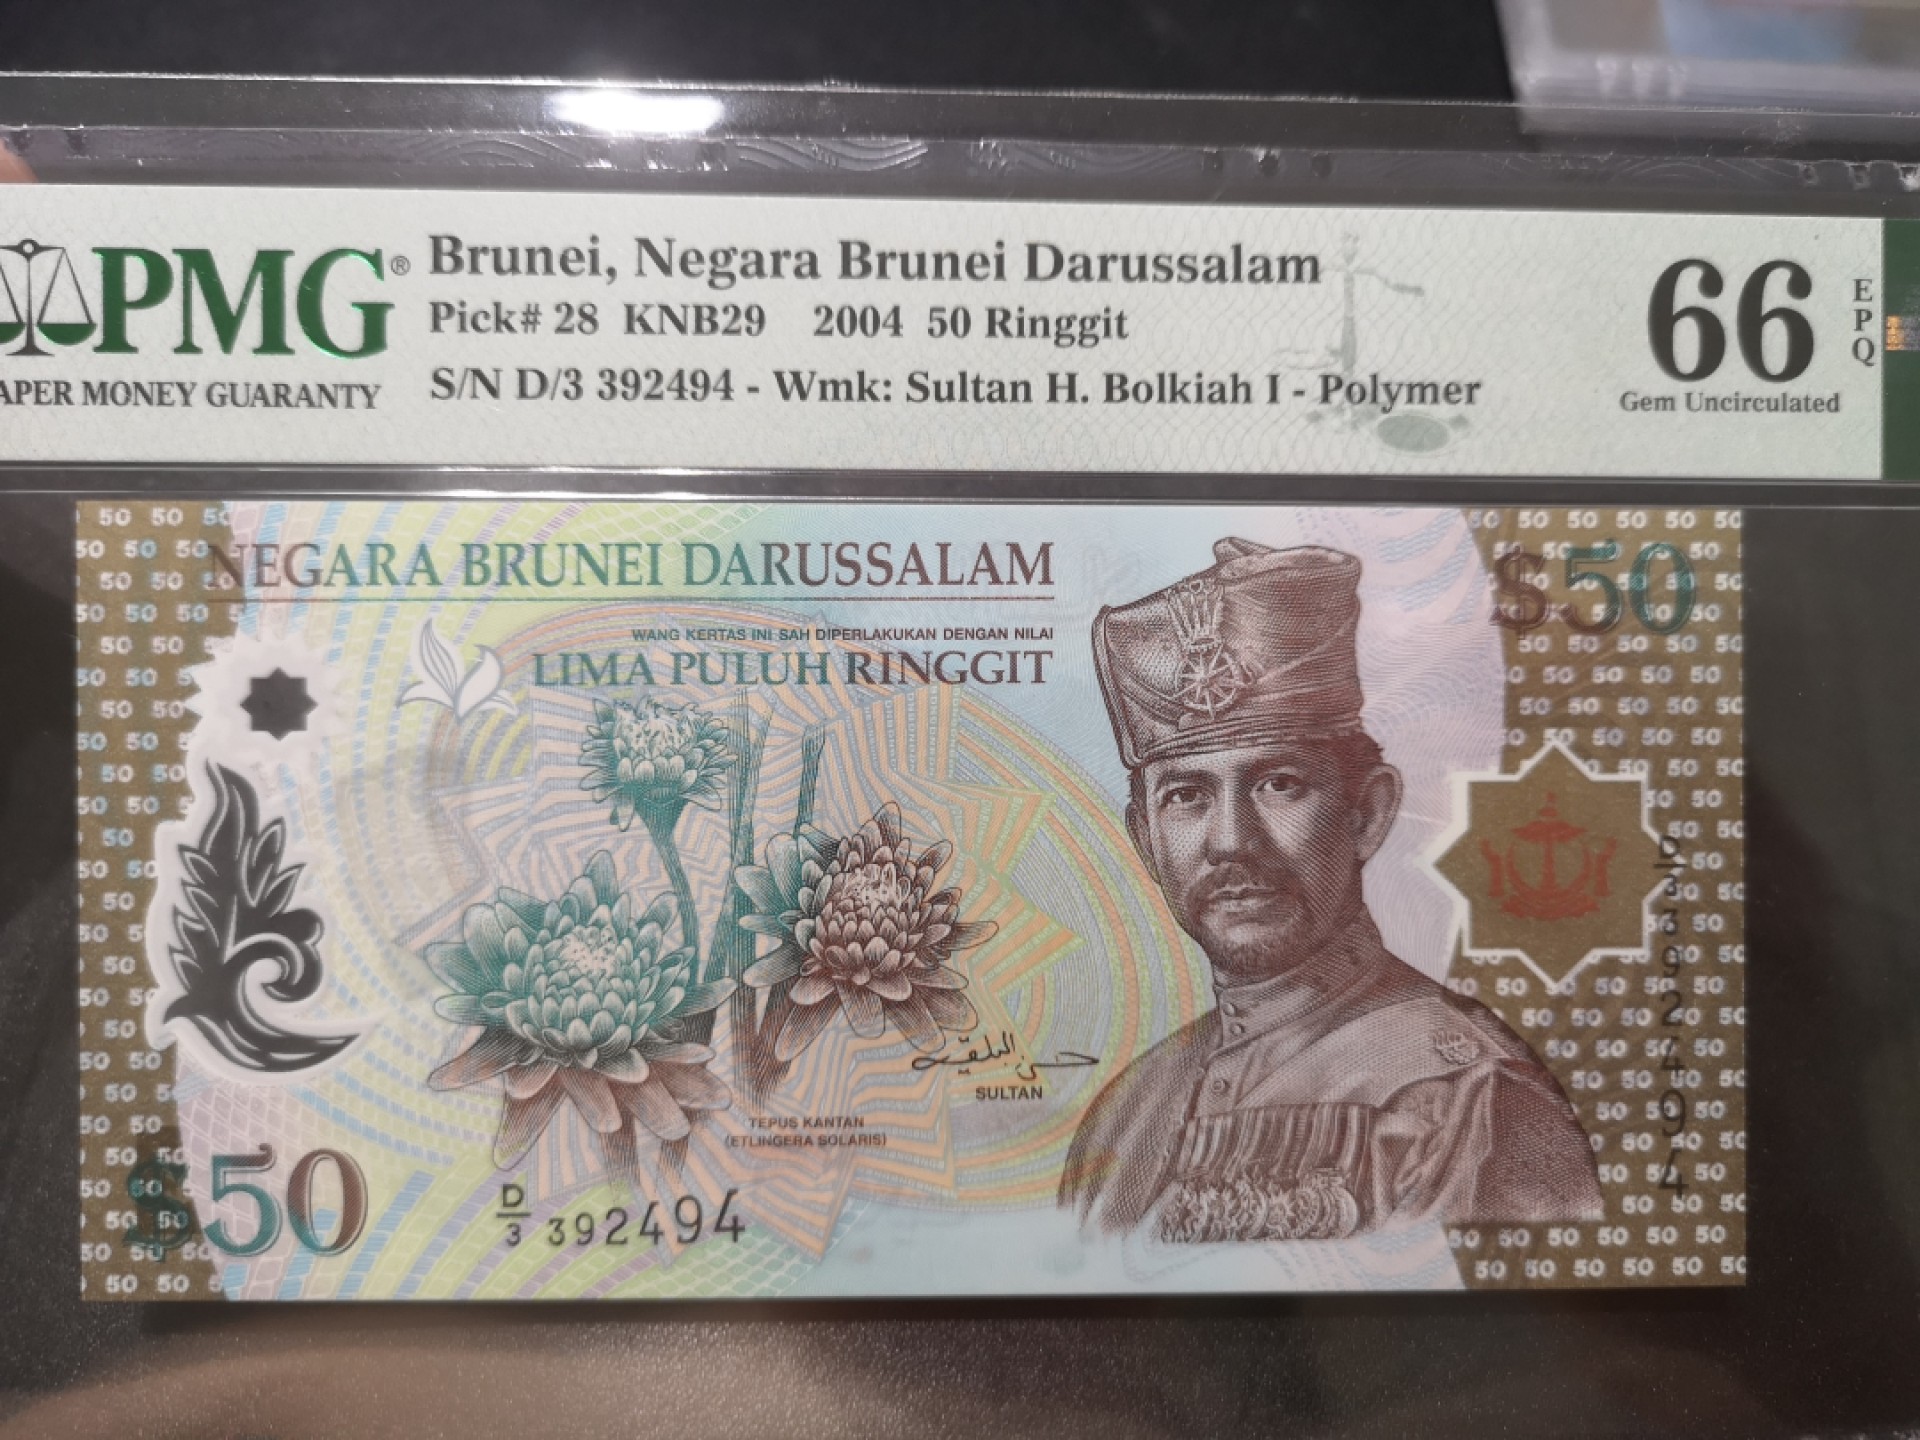 PMG®
APER MONEY GUARANTY
Brunei, Negara Brunei Darussalam
Pick# 28 KNB29 2004 50 Ringgit
S/N D/3 392494 - Wmk: Sultan H. Bolkiah I - Polymer
66
EPQ
Gem Uncirculated
NEGARA BRUNEI DARUSSALAM
WANG KERTAS INI SAH DIPERLAKUKAN DENGAN NILAI
LIMA PULUH RINGGIT
$50
SULTAN
TEPUS KANTAN
(ETLINGERA SOLARIS)
$50
D/3 392494
D/3 392494